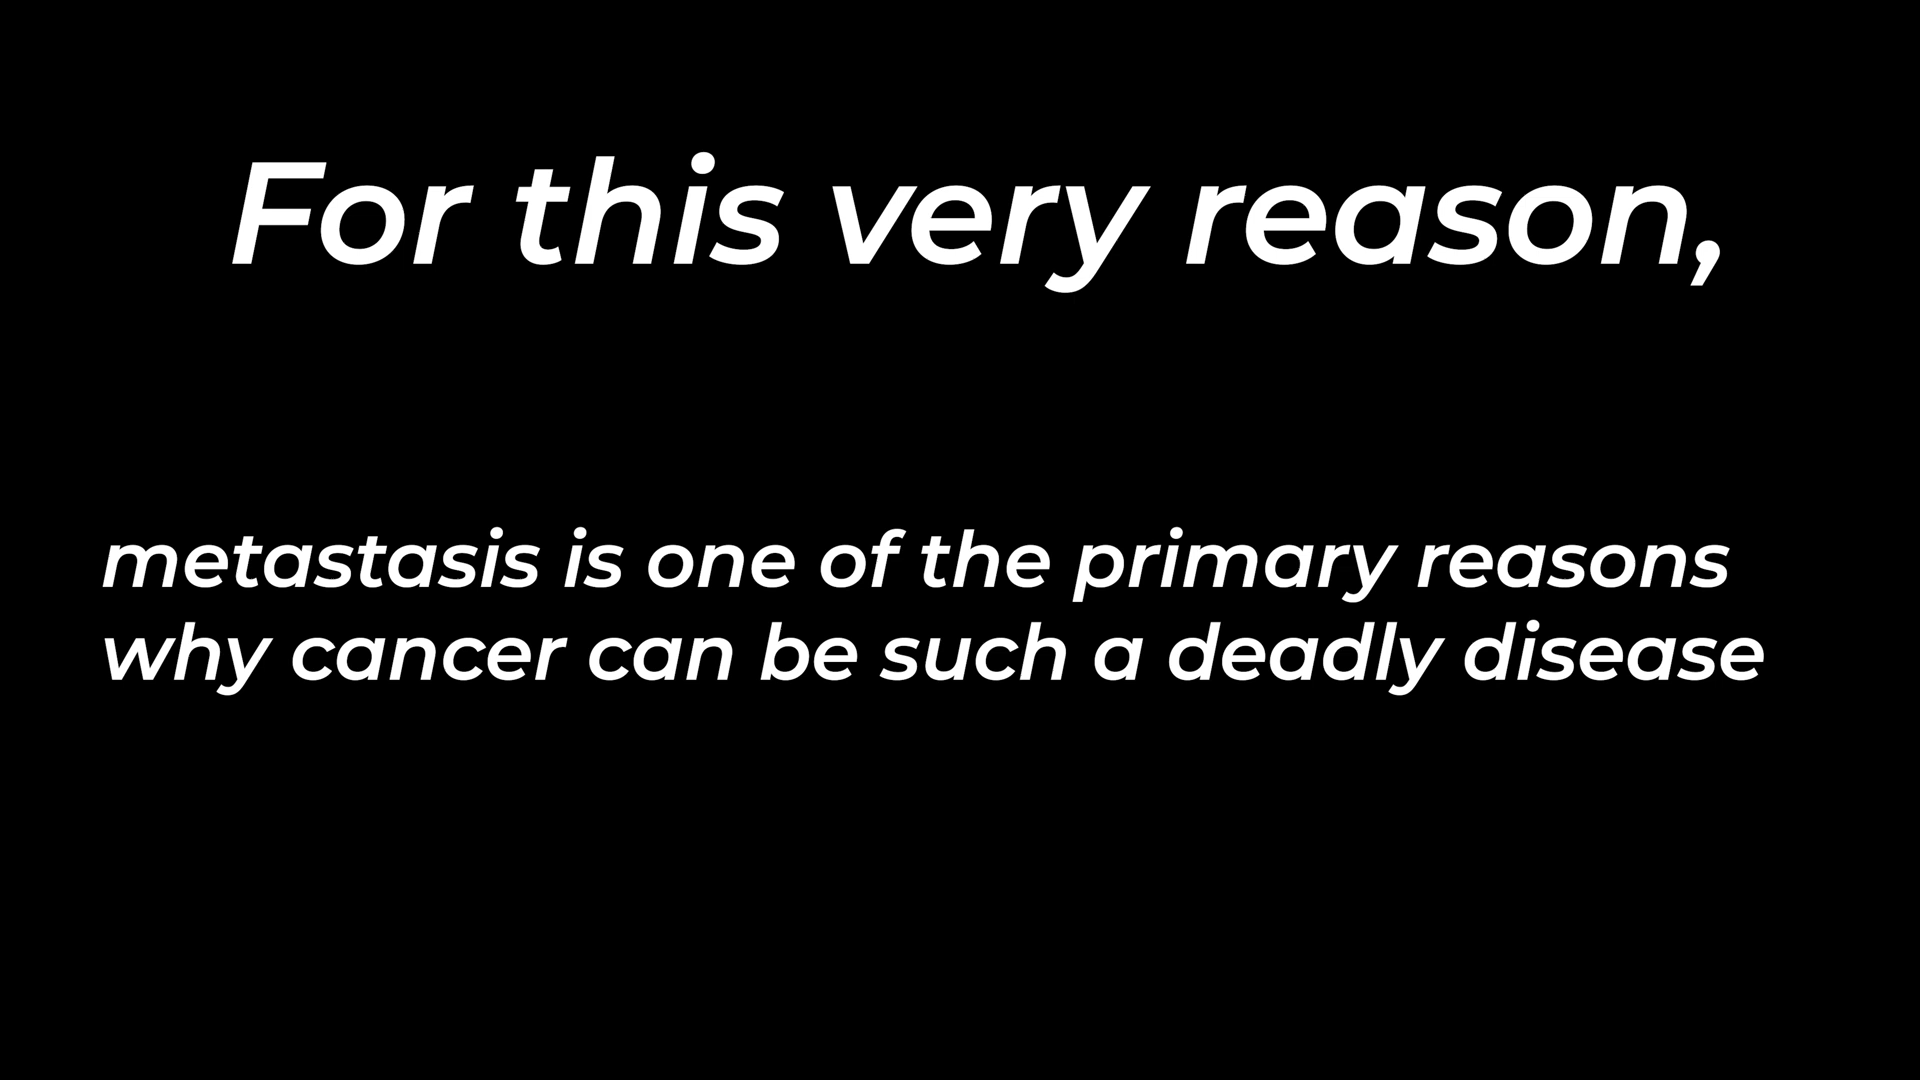 For this very reason,
metastasis is one of the primary reasons
why cancer can be such a deadly disease